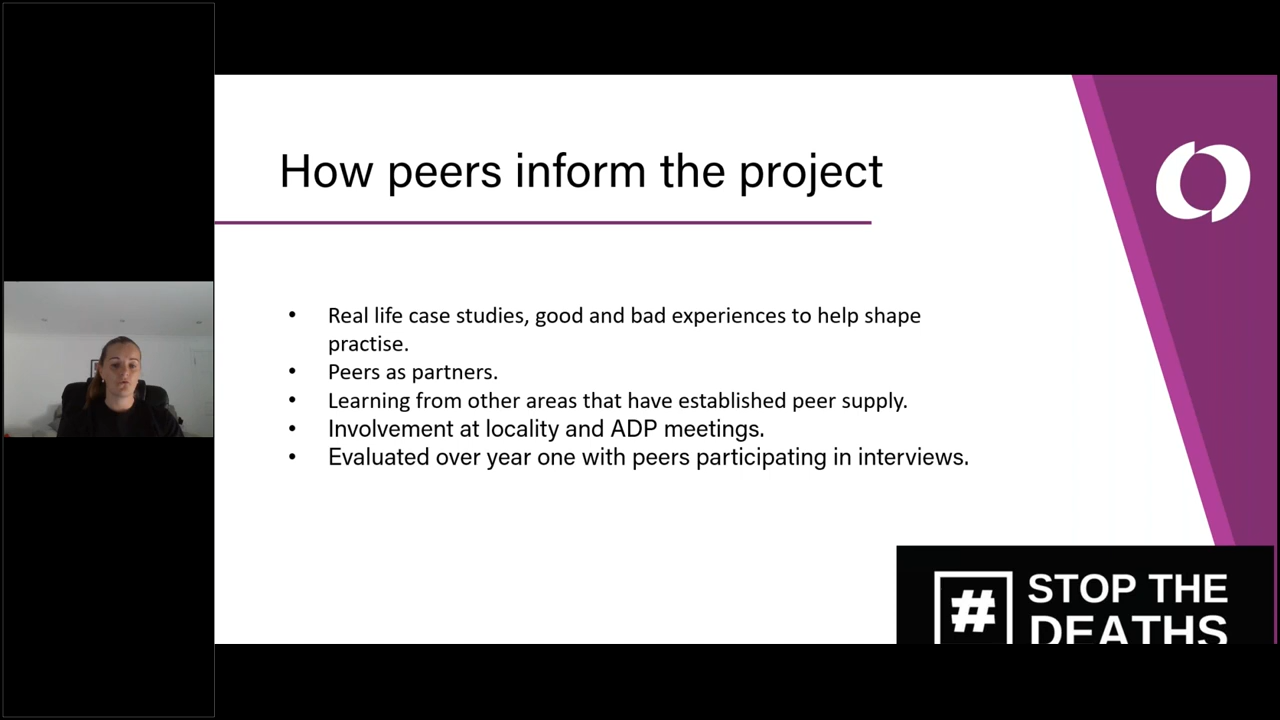 How peers inform the project
• Real life case studies, good and bad experiences to help shape
practise.
• Peers as partners.
• Learning from other areas that have established peer supply.
• Involvement at locality and ADP meetings.
• Evaluated over year one with peers participating in interviews.
# STOP THE
DEATHS